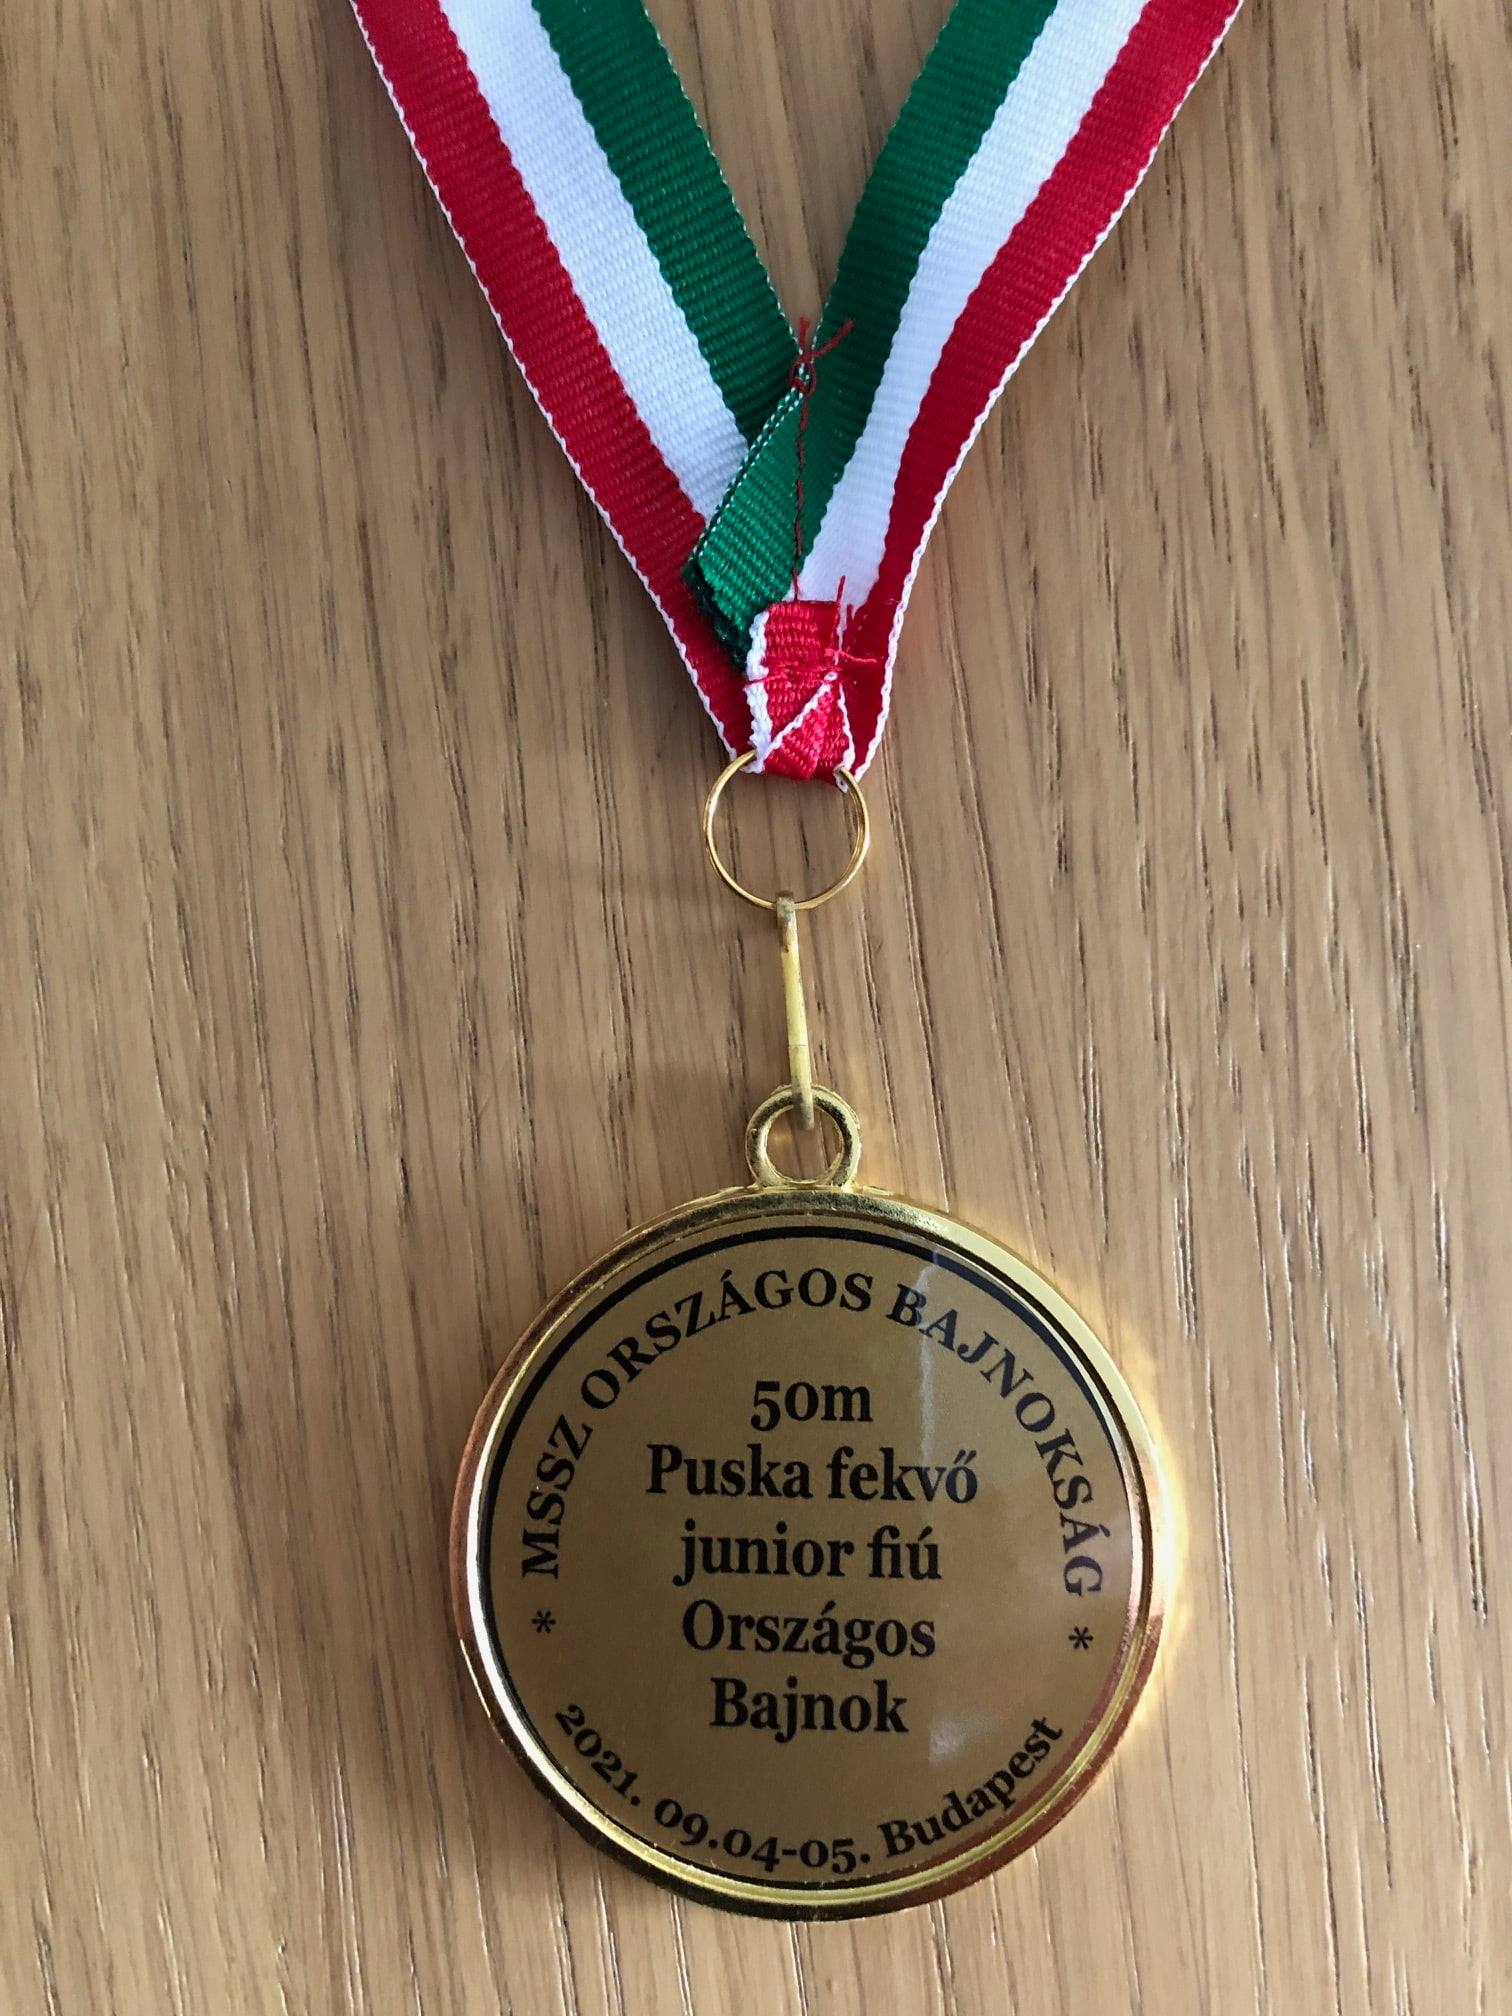 * MSSZ ORSZÁGOS BAJNOKSÁG *
50m
Puska fekvő
junior fiú
Országos
Bajnok
2021. 09.04-05. Budapest